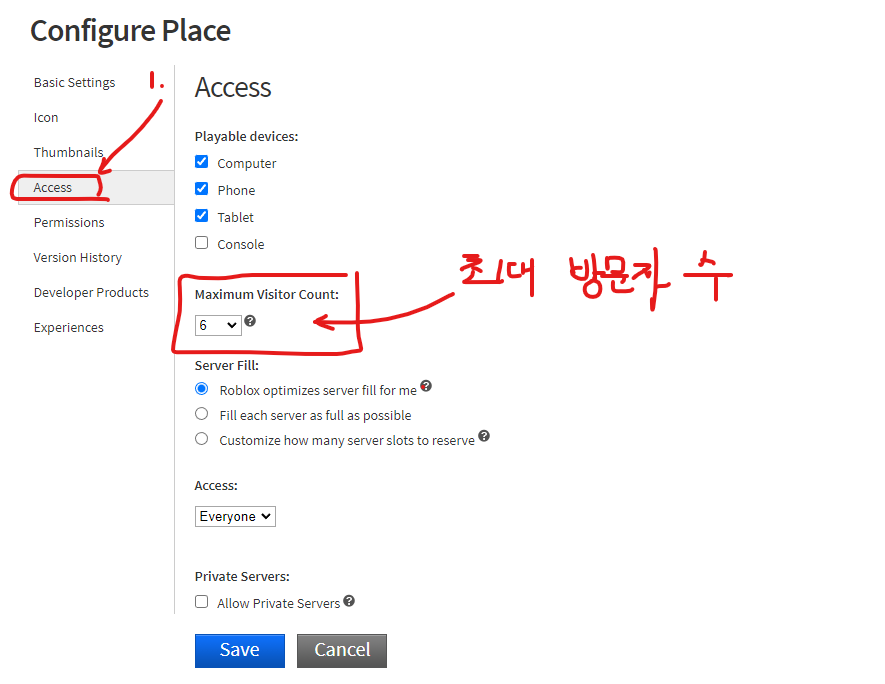 Configure Place
Basic Settings
1.
Icon
Thumbnails
Access
Permissions
Version History
Developer Products
Experiences
Access
Playable devices:
Computer
Phone
Tablet
Console
Maximum Visitor Count:
6
?
최대 방문자 수
Server Fill:
Roblox optimizes server fill for me ?
Fill each server as full as possible
Customize how many server slots to reserve ?
Access:
Everyone
Private Servers:
Allow Private Servers ?
Save Cancel